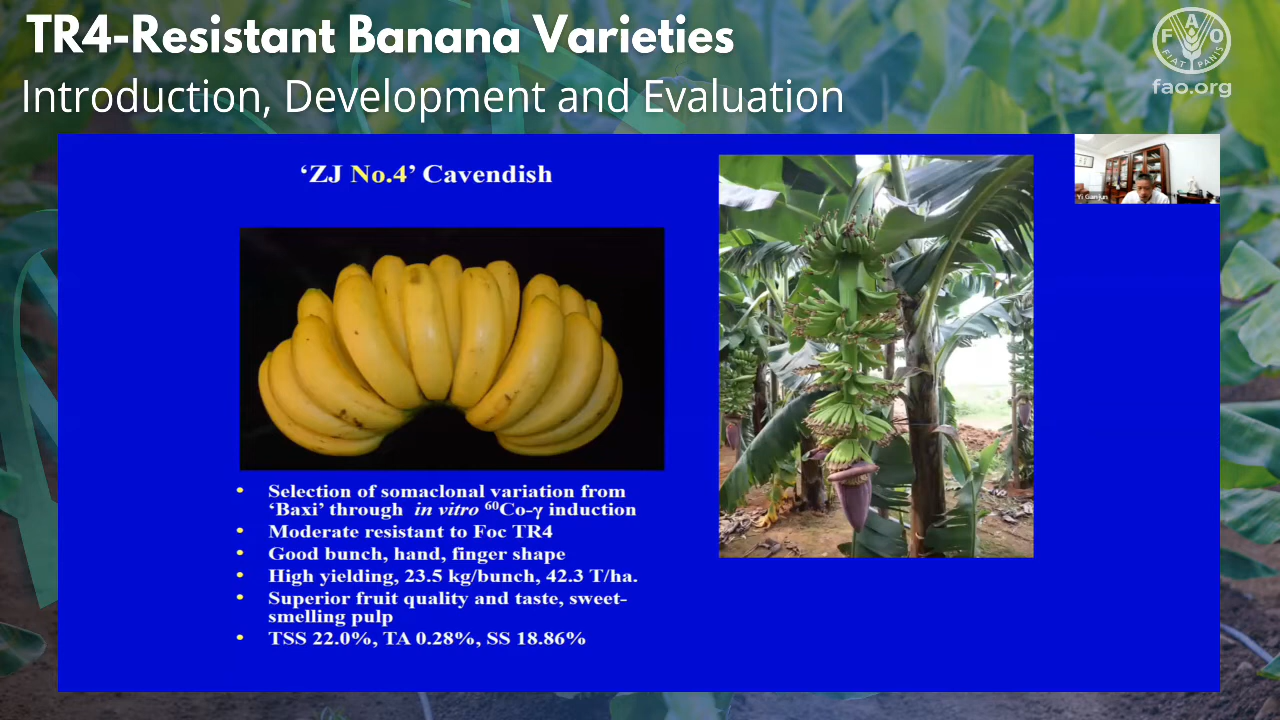 TR4-Resistant Banana Varieties
Introduction, Development and Evaluation
F A O
FIAT PANIS
fao.org
‘ZJ No.4’ Cavendish
Yi Ganjun
• Selection of somaclonal variation from
‘Baxi’ through in vitro ⁶⁰Co-γ induction
• Moderate resistant to Foc TR4
• Good bunch, hand, finger shape
• High yielding, 23.5 kg/bunch, 42.3 T/ha.
• Superior fruit quality and taste, sweet-
smelling pulp
• TSS 22.0%, TA 0.28%, SS 18.86%